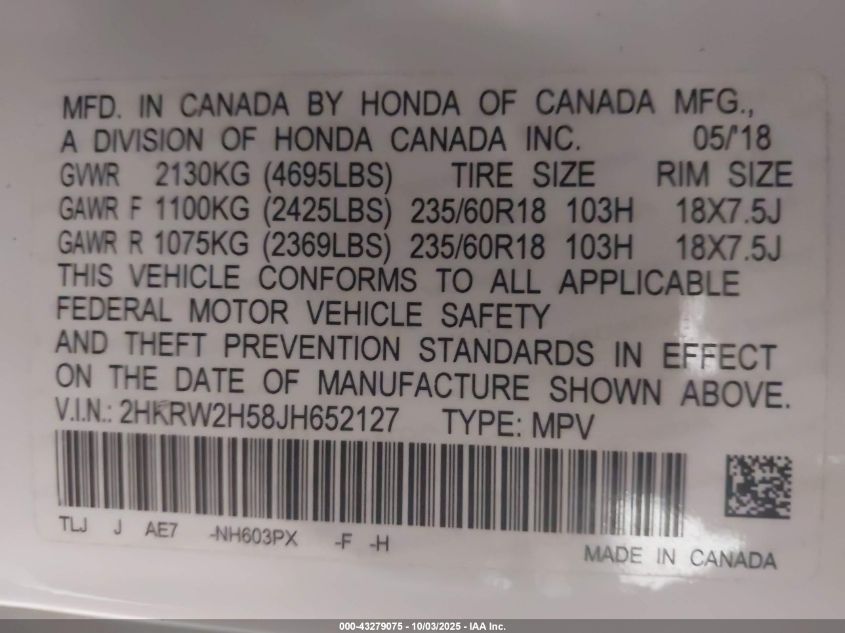 MFD. IN CANADA BY HONDA OF CANADA MFG.,
A DIVISION OF HONDA CANADA INC. 05/'18
GVWR 2130KG (4695LBS) TIRE SIZE RIM SIZE
GAWR F 1100KG (2425LBS) 235/60R18 103H 18X7.5J
GAWR R 1075KG (2369LBS) 235/60R18 103H 18X7.5J
THIS VEHICLE CONFORMS TO ALL APPLICABLE
FEDERAL MOTOR VEHICLE SAFETY
AND THEFT PREVENTION STANDARDS IN EFFECT
ON THE DATE OF MANUFACTURE SHOWN ABOVE.
V.I.N.: 2HKRW2H58JH652127 TYPE: MPV
TLJ J AE7 -NH603PX -F -H
MADE IN CANADA
000-43279075 - 10/03/2025 - IAA Inc.